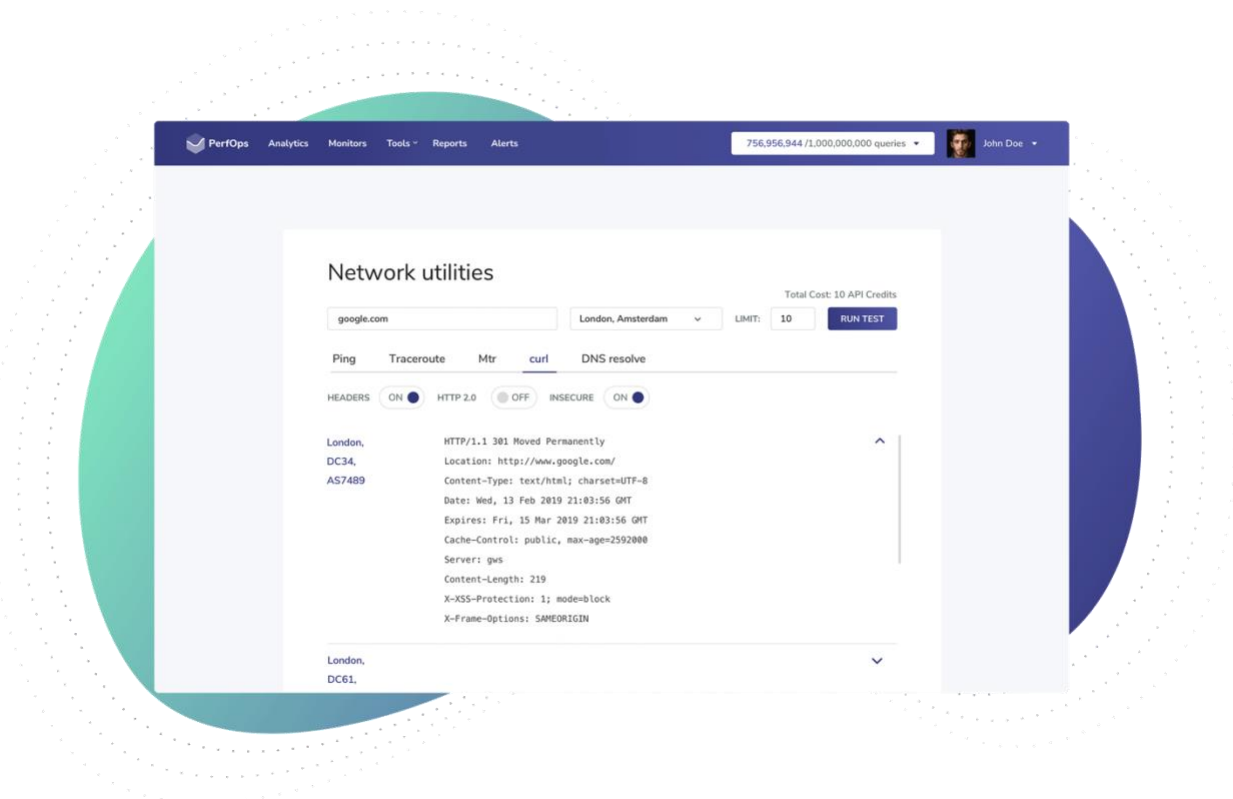 PerfOps Analytics Monitors Tools Reports Alerts 756,956,944 /1,000,000,000 queries John Doe
Network utilities
Total Cost: 10 API Credits
google.com London, Amsterdam LIMIT: 10 RUN TEST
Ping Traceroute Mtr curl DNS resolve
HEADERS ON HTTP 2.0 OFF INSECURE ON
London,
DC34,
AS7489
HTTP/1.1 301 Moved Permanently
Location: http://www.google.com/
Content-Type: text/html; charset=UTF-8
Date: Wed, 13 Feb 2019 21:03:56 GMT
Expires: Fri, 15 Mar 2019 21:03:56 GMT
Cache-Control: public, max-age=2592000
Server: gws
Content-Length: 219
X-XSS-Protection: 1; mode=block
X-Frame-Options: SAMEORIGIN
London,
DC61,